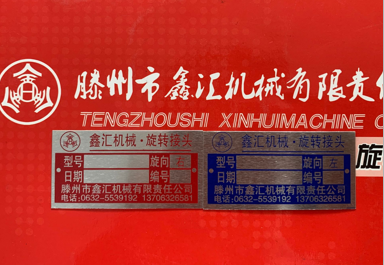 滕州市鑫汇机械有限责
TENGZHOUSHI XINHUIMACHINE C
旋
鑫汇机械·旋转接头
型号 旋向 右
日期 编号
滕州市鑫汇机械有限责任公司
电话:0632-5539192 13706326581
鑫汇机械·旋转接头
型号 旋向 左
日期 编号
滕州市鑫汇机械有限责任公司
电话:0632-5539192 13706326581